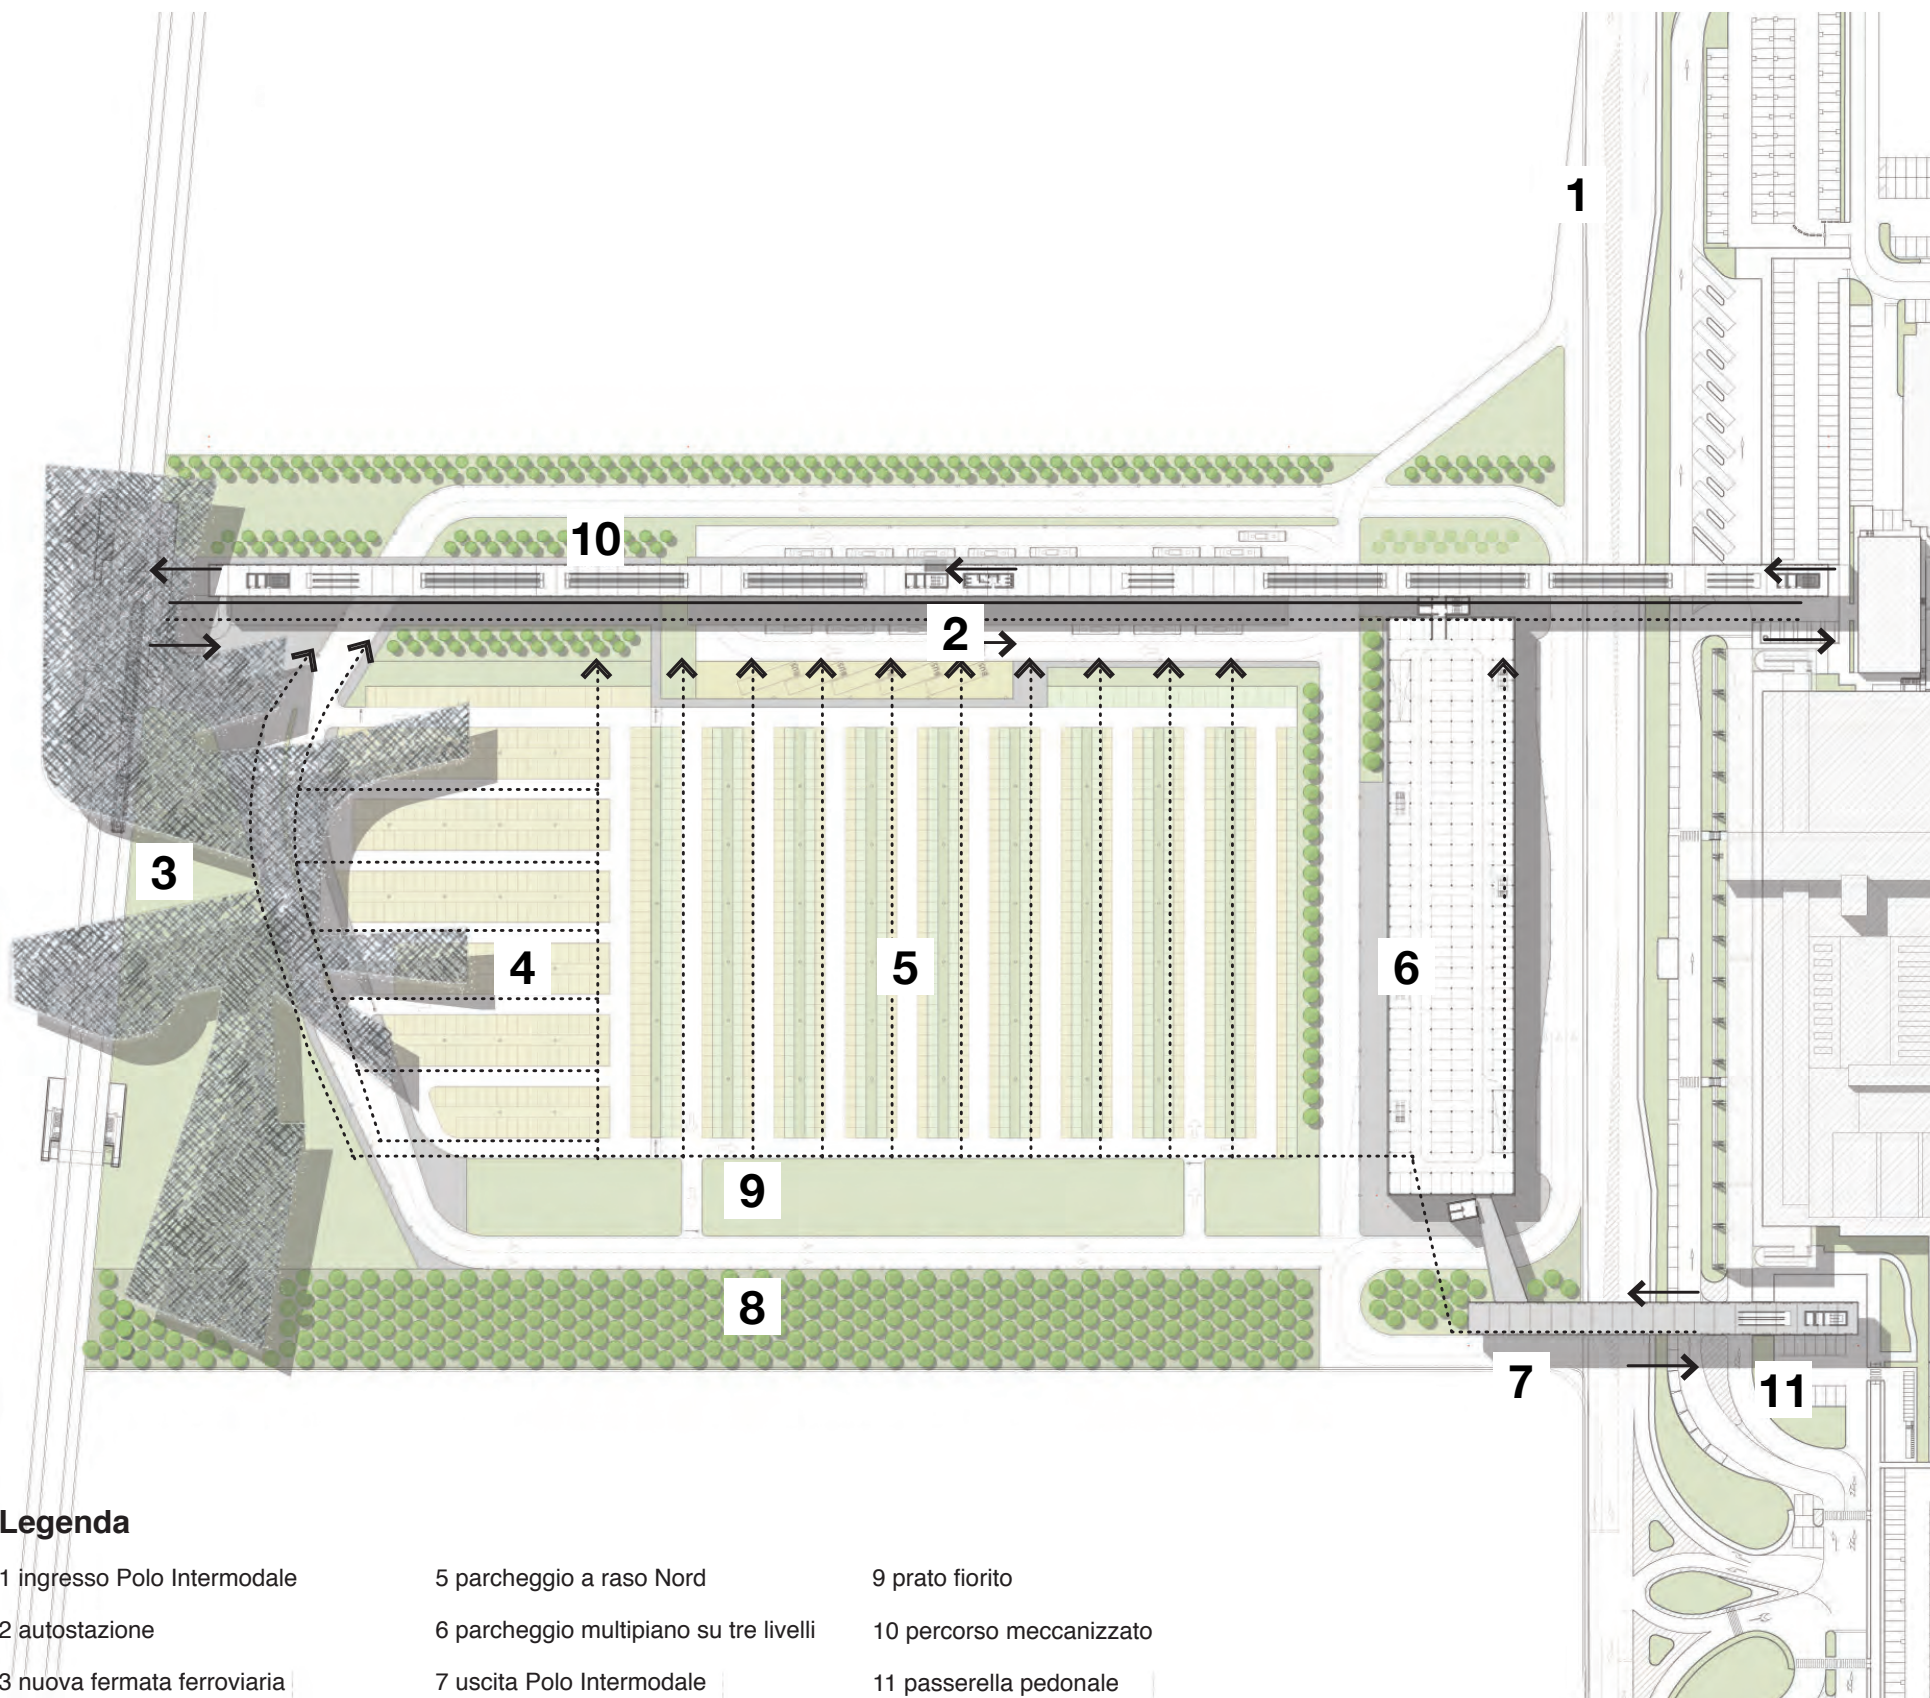 1
10
2
3
4
5
6
9
8
7
11
Legenda
1 ingresso Polo Intermodale
2 autostazione
3 nuova fermata ferroviaria
5 parcheggio a raso Nord
6 parcheggio multipiano su tre livelli
7 uscita Polo Intermodale
9 prato fiorito
10 percorso meccanizzato
11 passerella pedonale